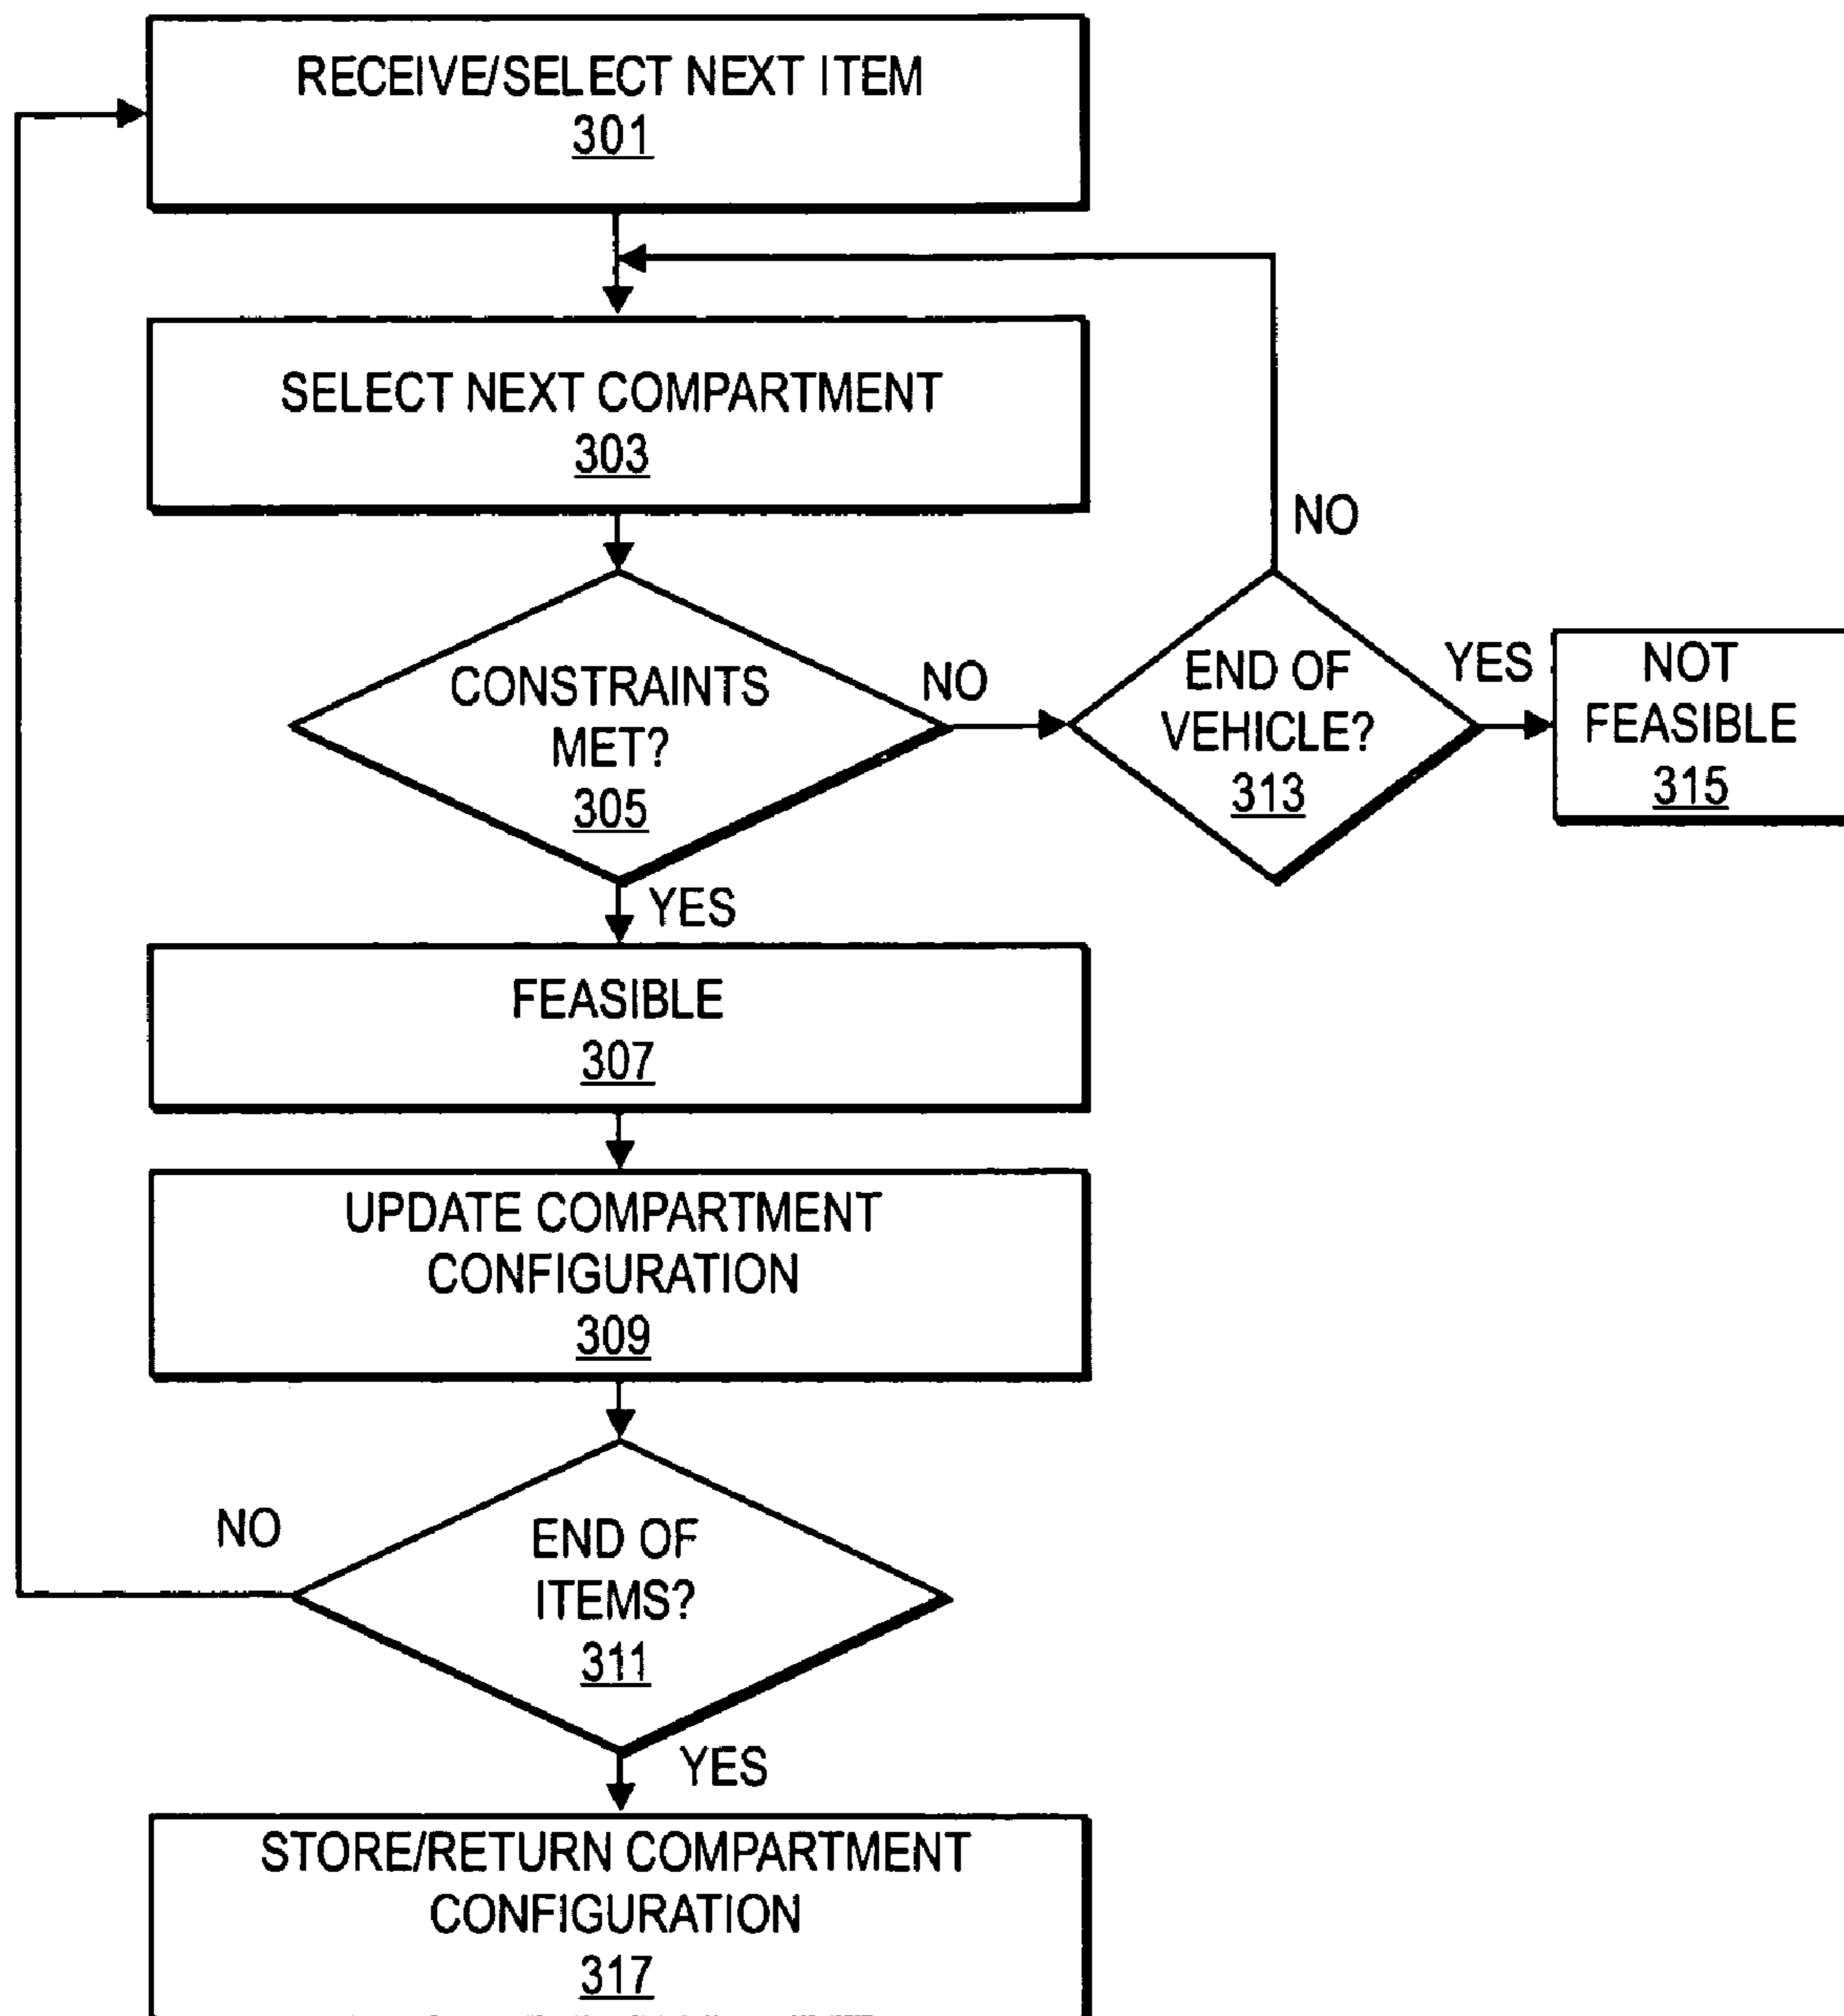 RECEIVE/SELECT NEXT ITEM
301
SELECT NEXT COMPARTMENT
303
NO
CONSTRAINTS
MET?
305
NO
END OF
VEHICLE?
313
YES
NOT
FEASIBLE
315
YES
FEASIBLE
307
UPDATE COMPARTMENT
CONFIGURATION
309
NO
END OF
ITEMS?
311
YES
STORE/RETURN COMPARTMENT
CONFIGURATION
317